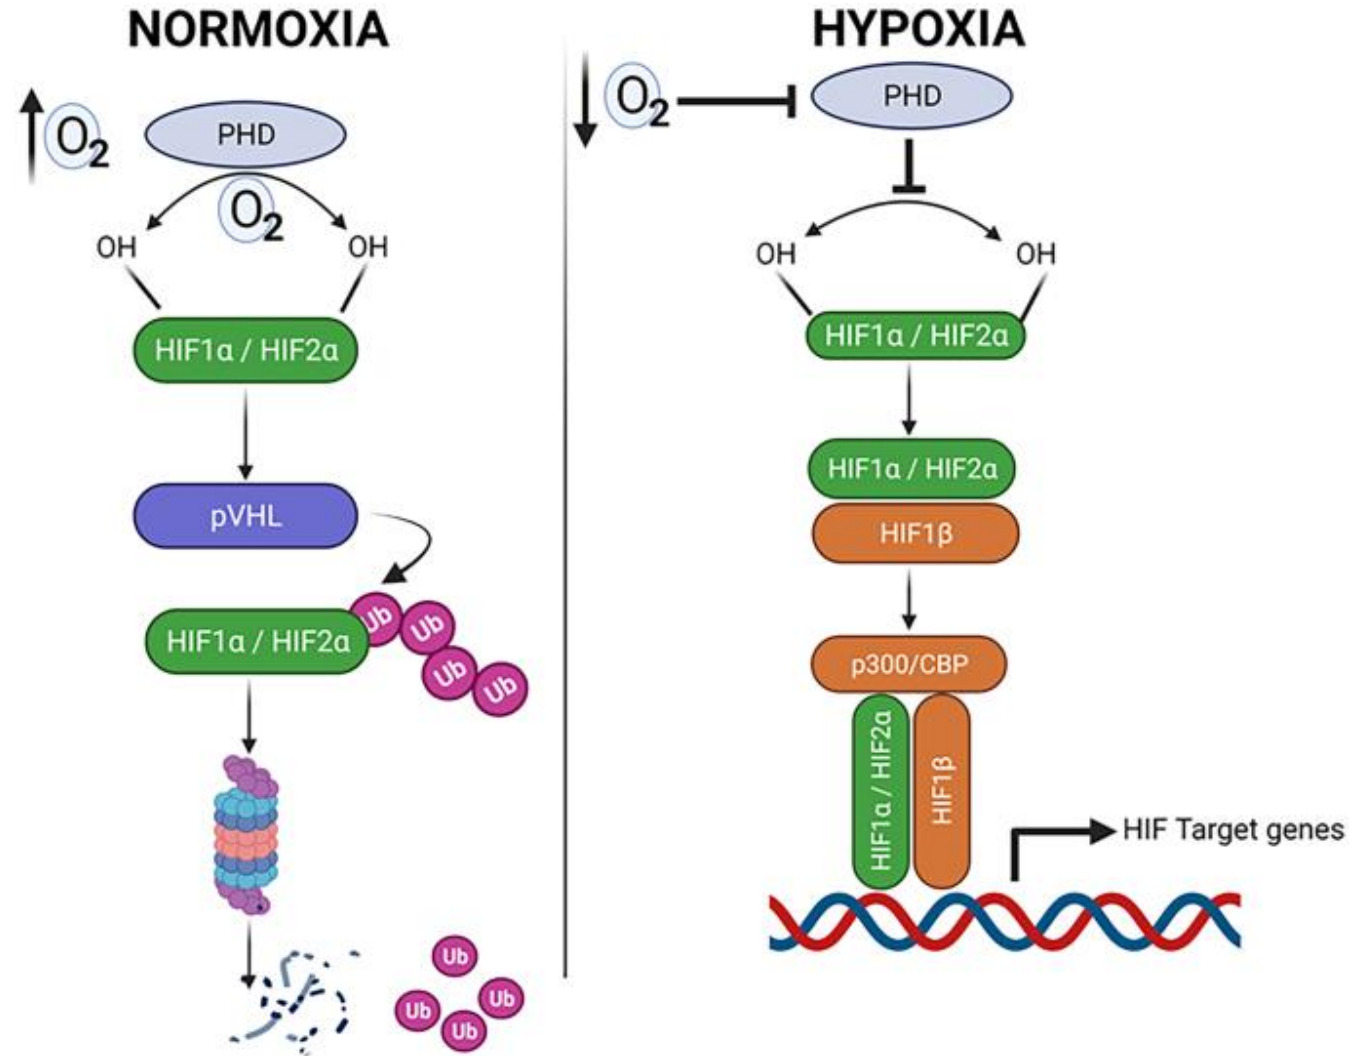 NORMOXIA
O2
PHD
O2
OH
OH
HIF1α / HIF2α
pVHL
HIF1α / HIF2α
Ub
Ub
Ub
Ub
Ub
Ub
Ub
Ub
HYPOXIA
O2
PHD
OH
OH
HIF1α / HIF2α
HIF1α / HIF2α
HIF1β
p300/CBP
HIF1α / HIF2α
HIF1β
HIF Target genes